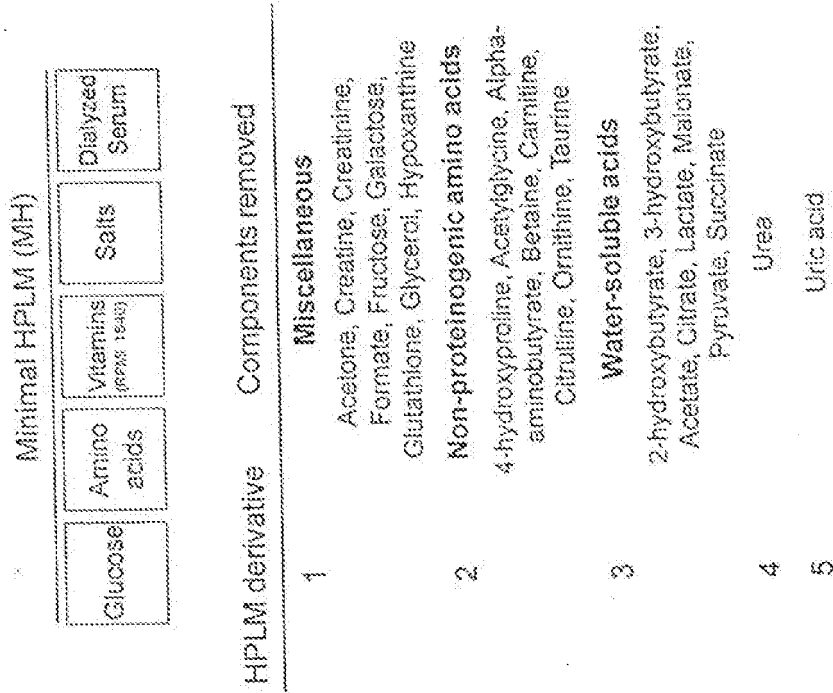 Minimal HPLM (MH)
Glucose
Amino
acids
Vitamins
(RPMI 1640)
Salts
Dialyzed
Serum
HPLM derivative Components removed
1 Miscellaneous
Acetone, Creatine, Creatinine,
Formate, Fructose, Galactose,
Glutathione, Glycerol, Hypoxanthine
2 Non-proteinogenic amino acids
4-hydroxyproline, Acetylglycine, Alpha-
aminobutyrate, Betaine, Carnitine,
Citrulline, Ornithine, Taurine
3 Water-soluble acids
2-hydroxybutyrate, 3-hydroxybutyrate,
Acetate, Citrate, Lactate, Malonate,
Pyruvate, Succinate
4 Urea
5 Uric acid